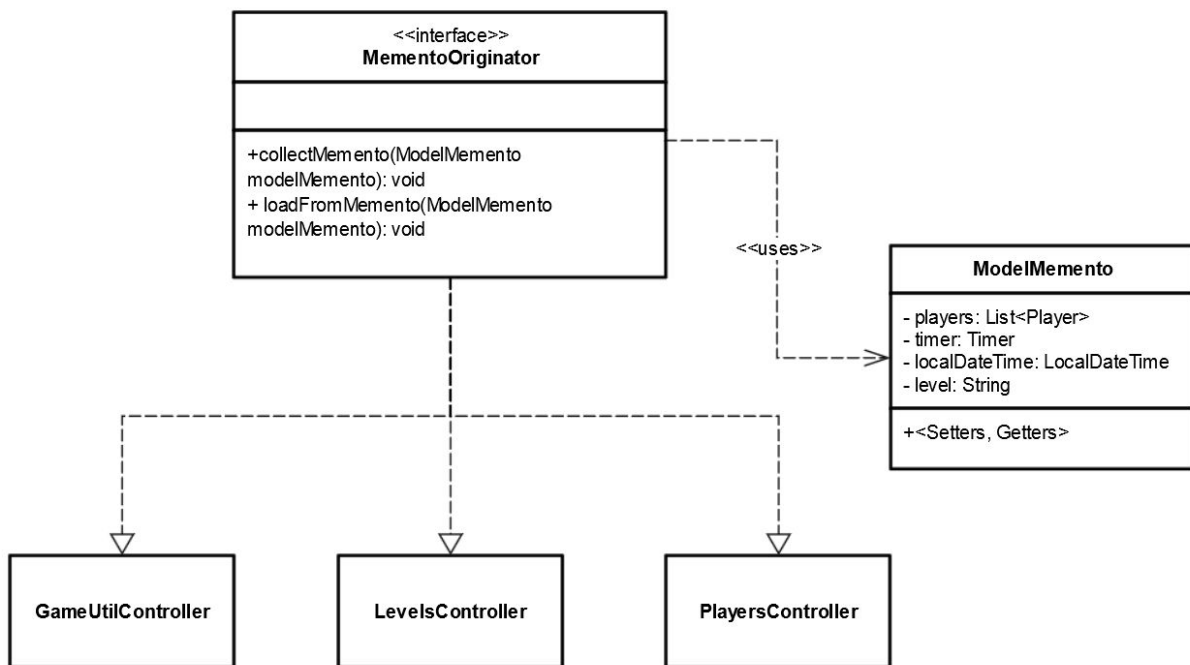 <<interface>>
MementoOriginator
+collectMemento(ModelMemento
modelMemento): void
+ loadFromMemento(ModelMemento
modelMemento): void
<<uses>>
ModelMemento
- players: List<Player>
- timer: Timer
- localDateTime: LocalDateTime
- level: String
+<Setters, Getters>
GameUtilController
LevelsController
PlayersController